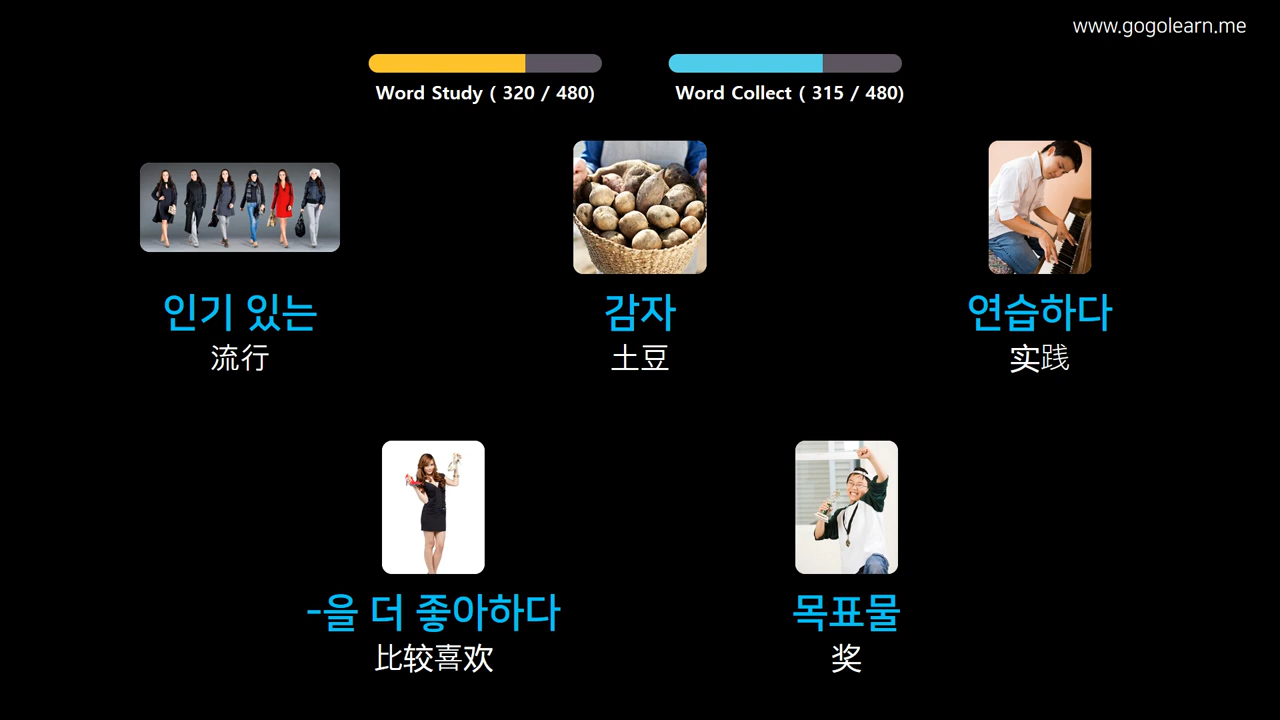 www.gogolearn.me
Word Study ( 320 / 480)
Word Collect ( 315 / 480)
인기 있는
流行
감자
土豆
연습하다
实践
-을 더 좋아하다
比较喜欢
목표물
奖